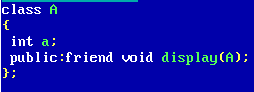 class A
{
int a;
public:friend void display(A);
};